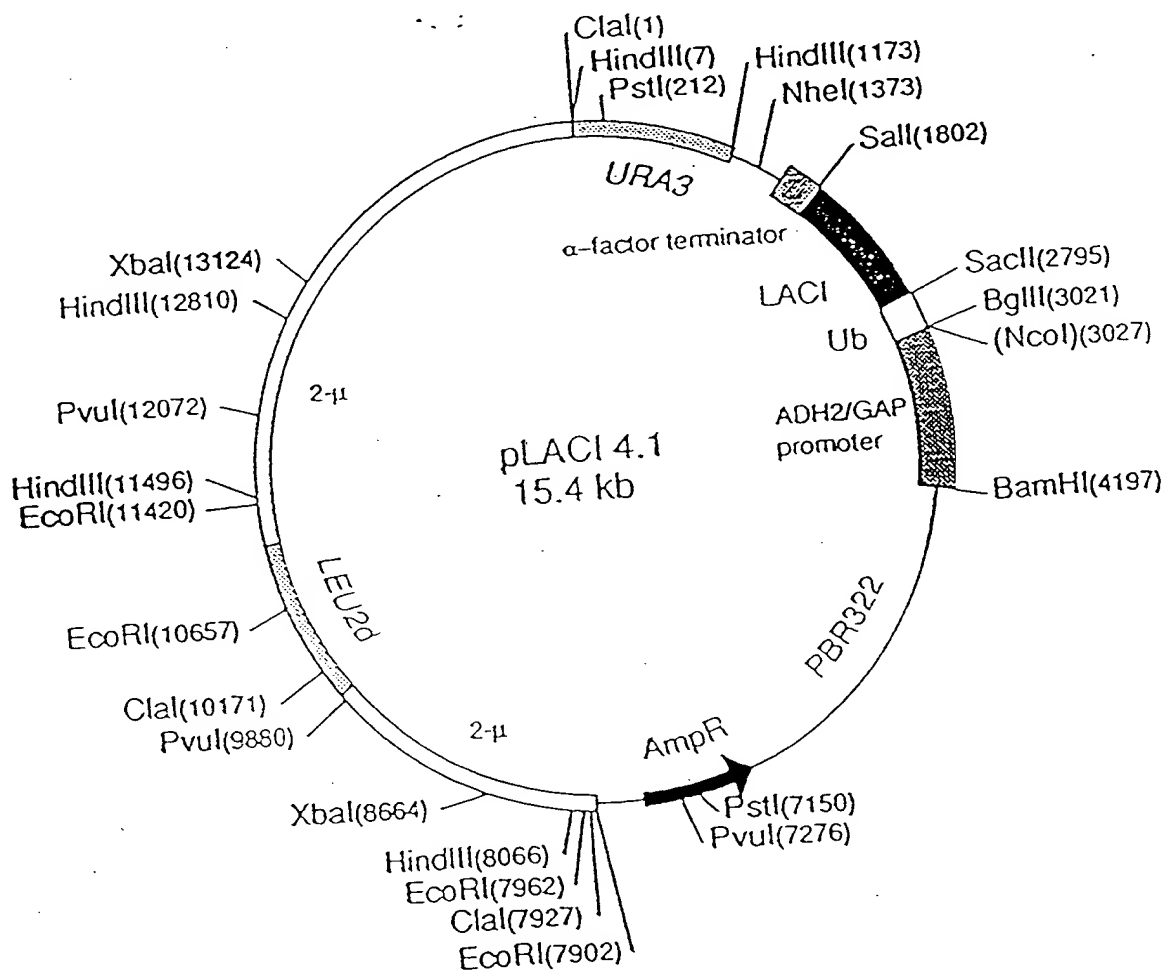 ClaI(1)
HindIII(7)
PstI(212)
HindIII(1173)
NheI(1373)
SalI(1802)
URA3
α-factor terminator
LACI
Ub
SacII(2795)
BglII(3021)
(NcoI)(3027)
ADH2/GAP
promoter
BamHI(4197)
XbaI(13124)
HindIII(12810)
PvuI(12072)
2-μ
HindIII(11496)
EcoRI(11420)
pLACI 4.1
15.4 kb
LEU2d
EcoRI(10657)
ClaI(10171)
PvuI(9880)
2-μ
PBR322
AmpR
XbaI(8664)
PstI(7150)
PvuI(7276)
HindIII(8066)
EcoRI(7962)
ClaI(7927)
EcoRI(7902)